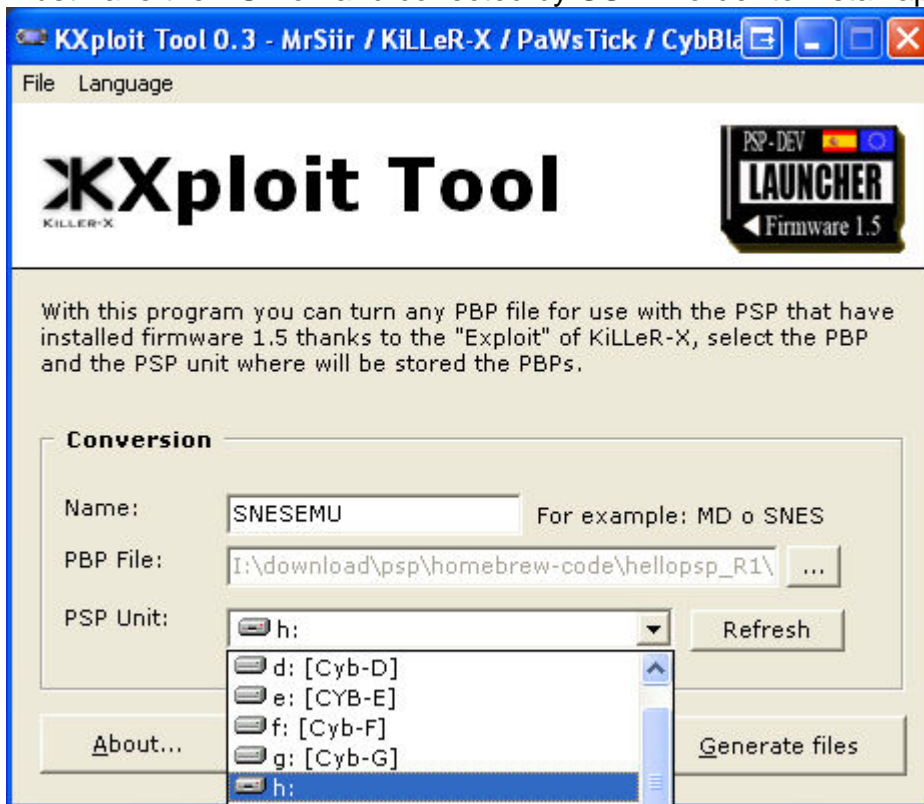 KXploit Tool 0.3 - MrSiir / KiLLeR-X / PaWsTick / CybBla
File Language
KXploit Tool
KILLER-X
PSP-DEV
LAUNCHER
Firmware 1.5
With this program you can turn any PBP file for use with the PSP that have
installed firmware 1.5 thanks to the "Exploit" of KiLLeR-X, select the PBP
and the PSP unit where will be stored the PBPs.
Conversion
Name: SNESEMU For example: MD o SNES
PBP File: I:\download\psp\homebrew-code\hellopsp_R1\ ...
PSP Unit: h: Refresh
d: [Cyb-D]
e: [CYB-E]
f: [Cyb-F]
g: [Cyb-G]
h:
About... Generate files